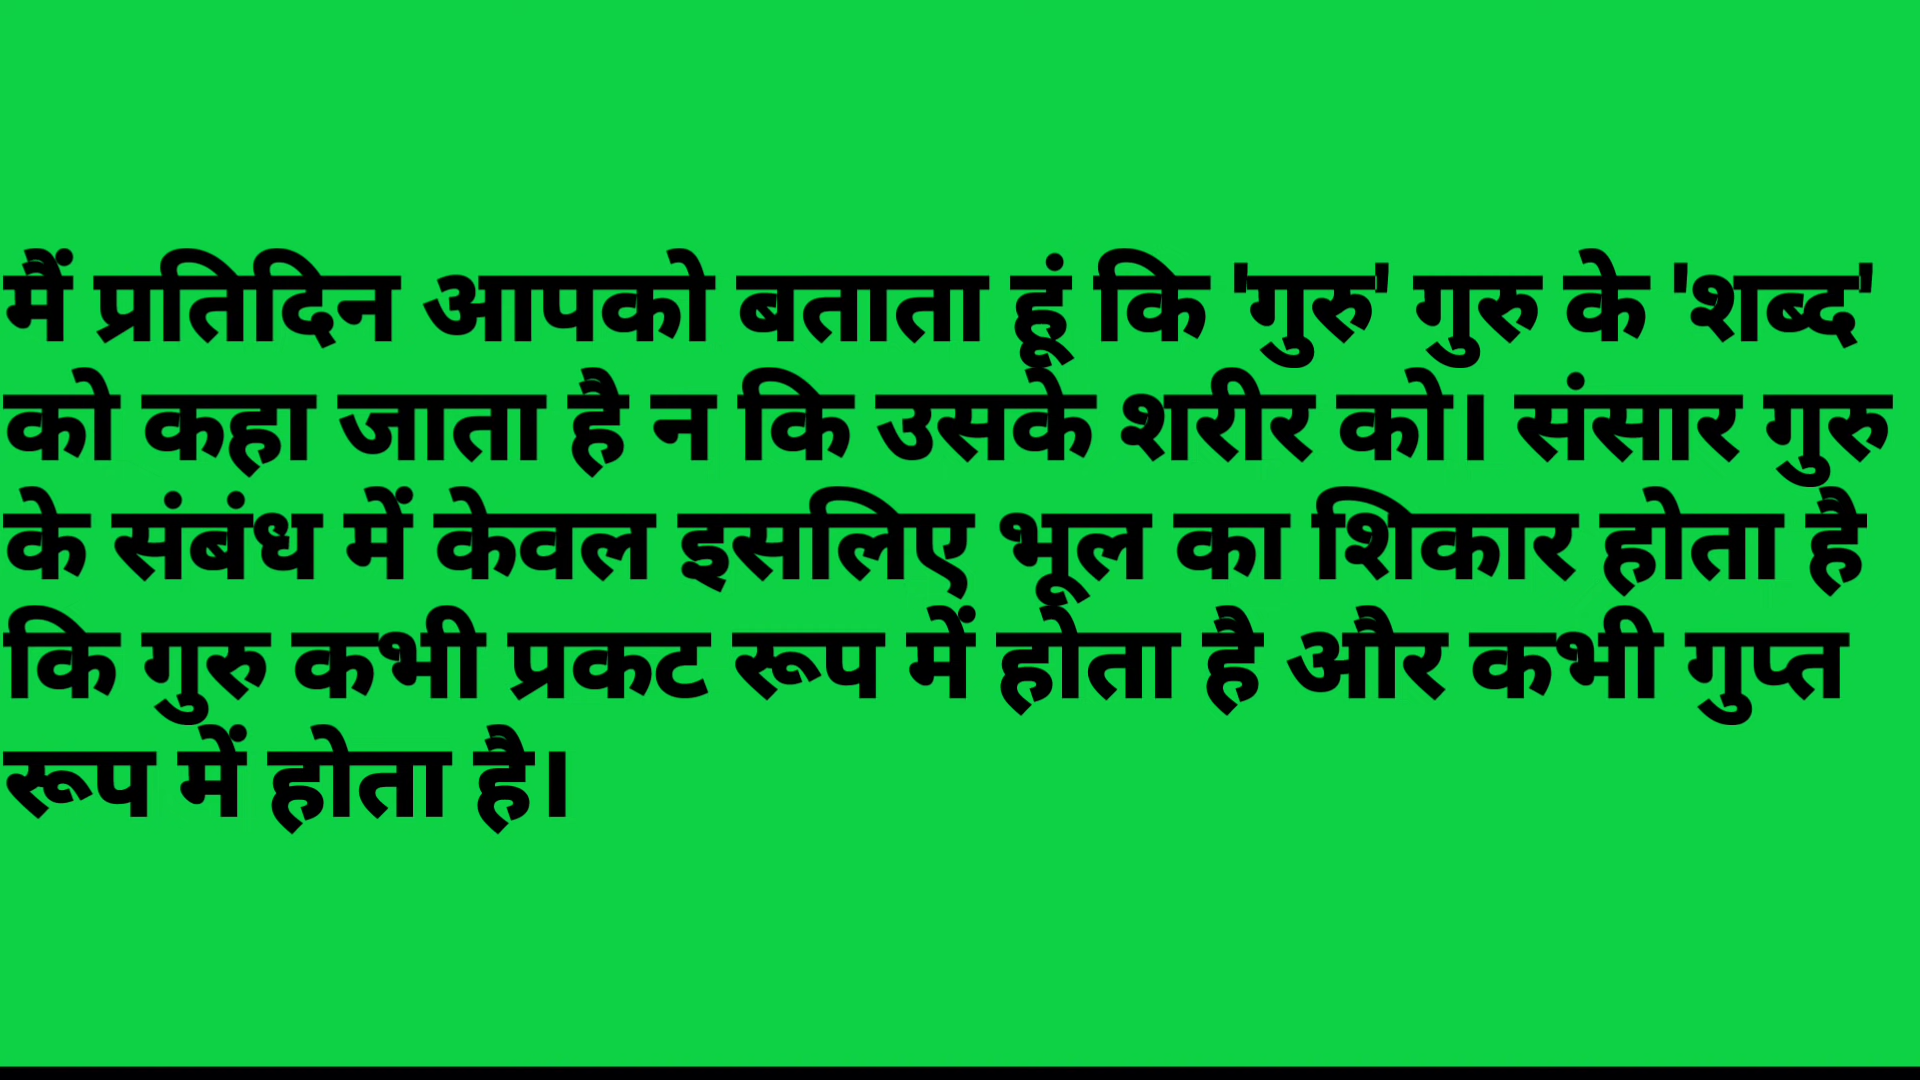 मैं प्रतिदिन आपको बताता हूं कि 'गुरु' गुरु के 'शब्द'
को कहा जाता है न कि उसके शरीर को। संसार गुरु
के संबंध में केवल इसलिए भूल का शिकार होता है
कि गुरु कभी प्रकट रूप में होता है और कभी गुप्त
रूप में होता है।